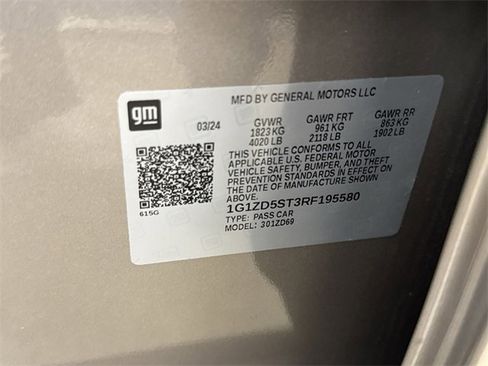 gm
MFD BY GENERAL MOTORS LLC
03/24 GVWR GAWR FRT GAWR RR
1823 KG 961 KG 863 KG
4020 LB 2118 LB 1902 LB
THIS VEHICLE CONFORMS TO ALL
APPLICABLE U.S. FEDERAL MOTOR
VEHICLE SAFETY, BUMPER, AND THEFT
PREVENTION STANDARDS IN EFFECT ON
THE DATE OF MANUFACTURE SHOWN ABOVE.
1G1ZD5ST3RF195580
TYPE: PASS CAR
MODEL: 301ZD69
615G